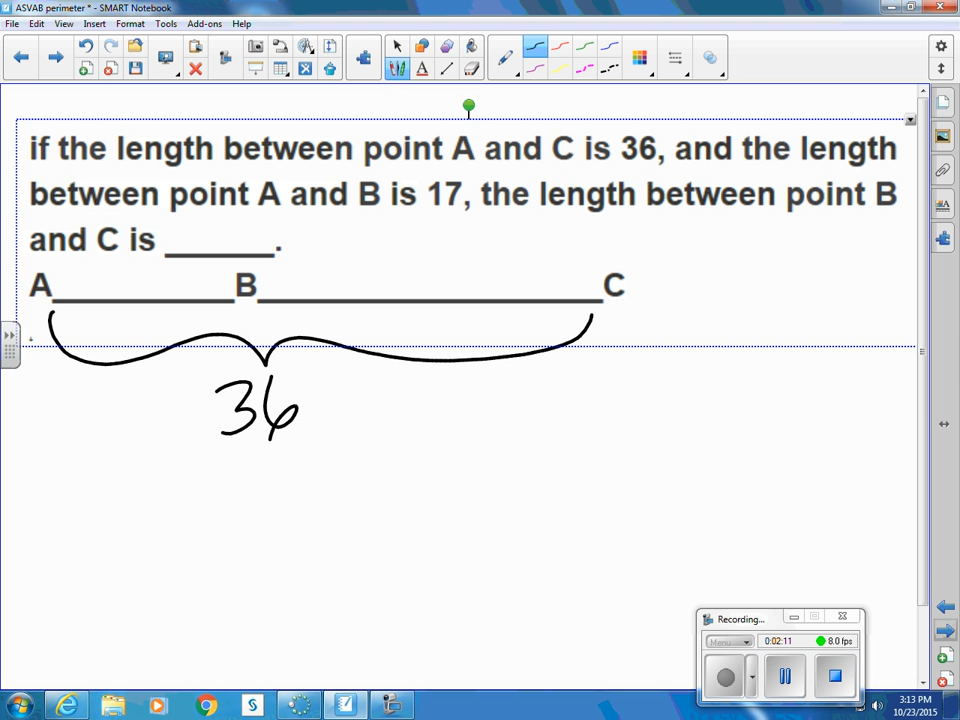 ASVAB perimeter * - SMART Notebook
File Edit View Insert Format Tools Add-ons Help
if the length between point A and C is 36, and the length
between point A and B is 17, the length between point B
and C is _______.
A___________B_____________________C
.
36
Recording...
Menu 0:02:11 8.0 fps
3:13 PM
10/23/2015